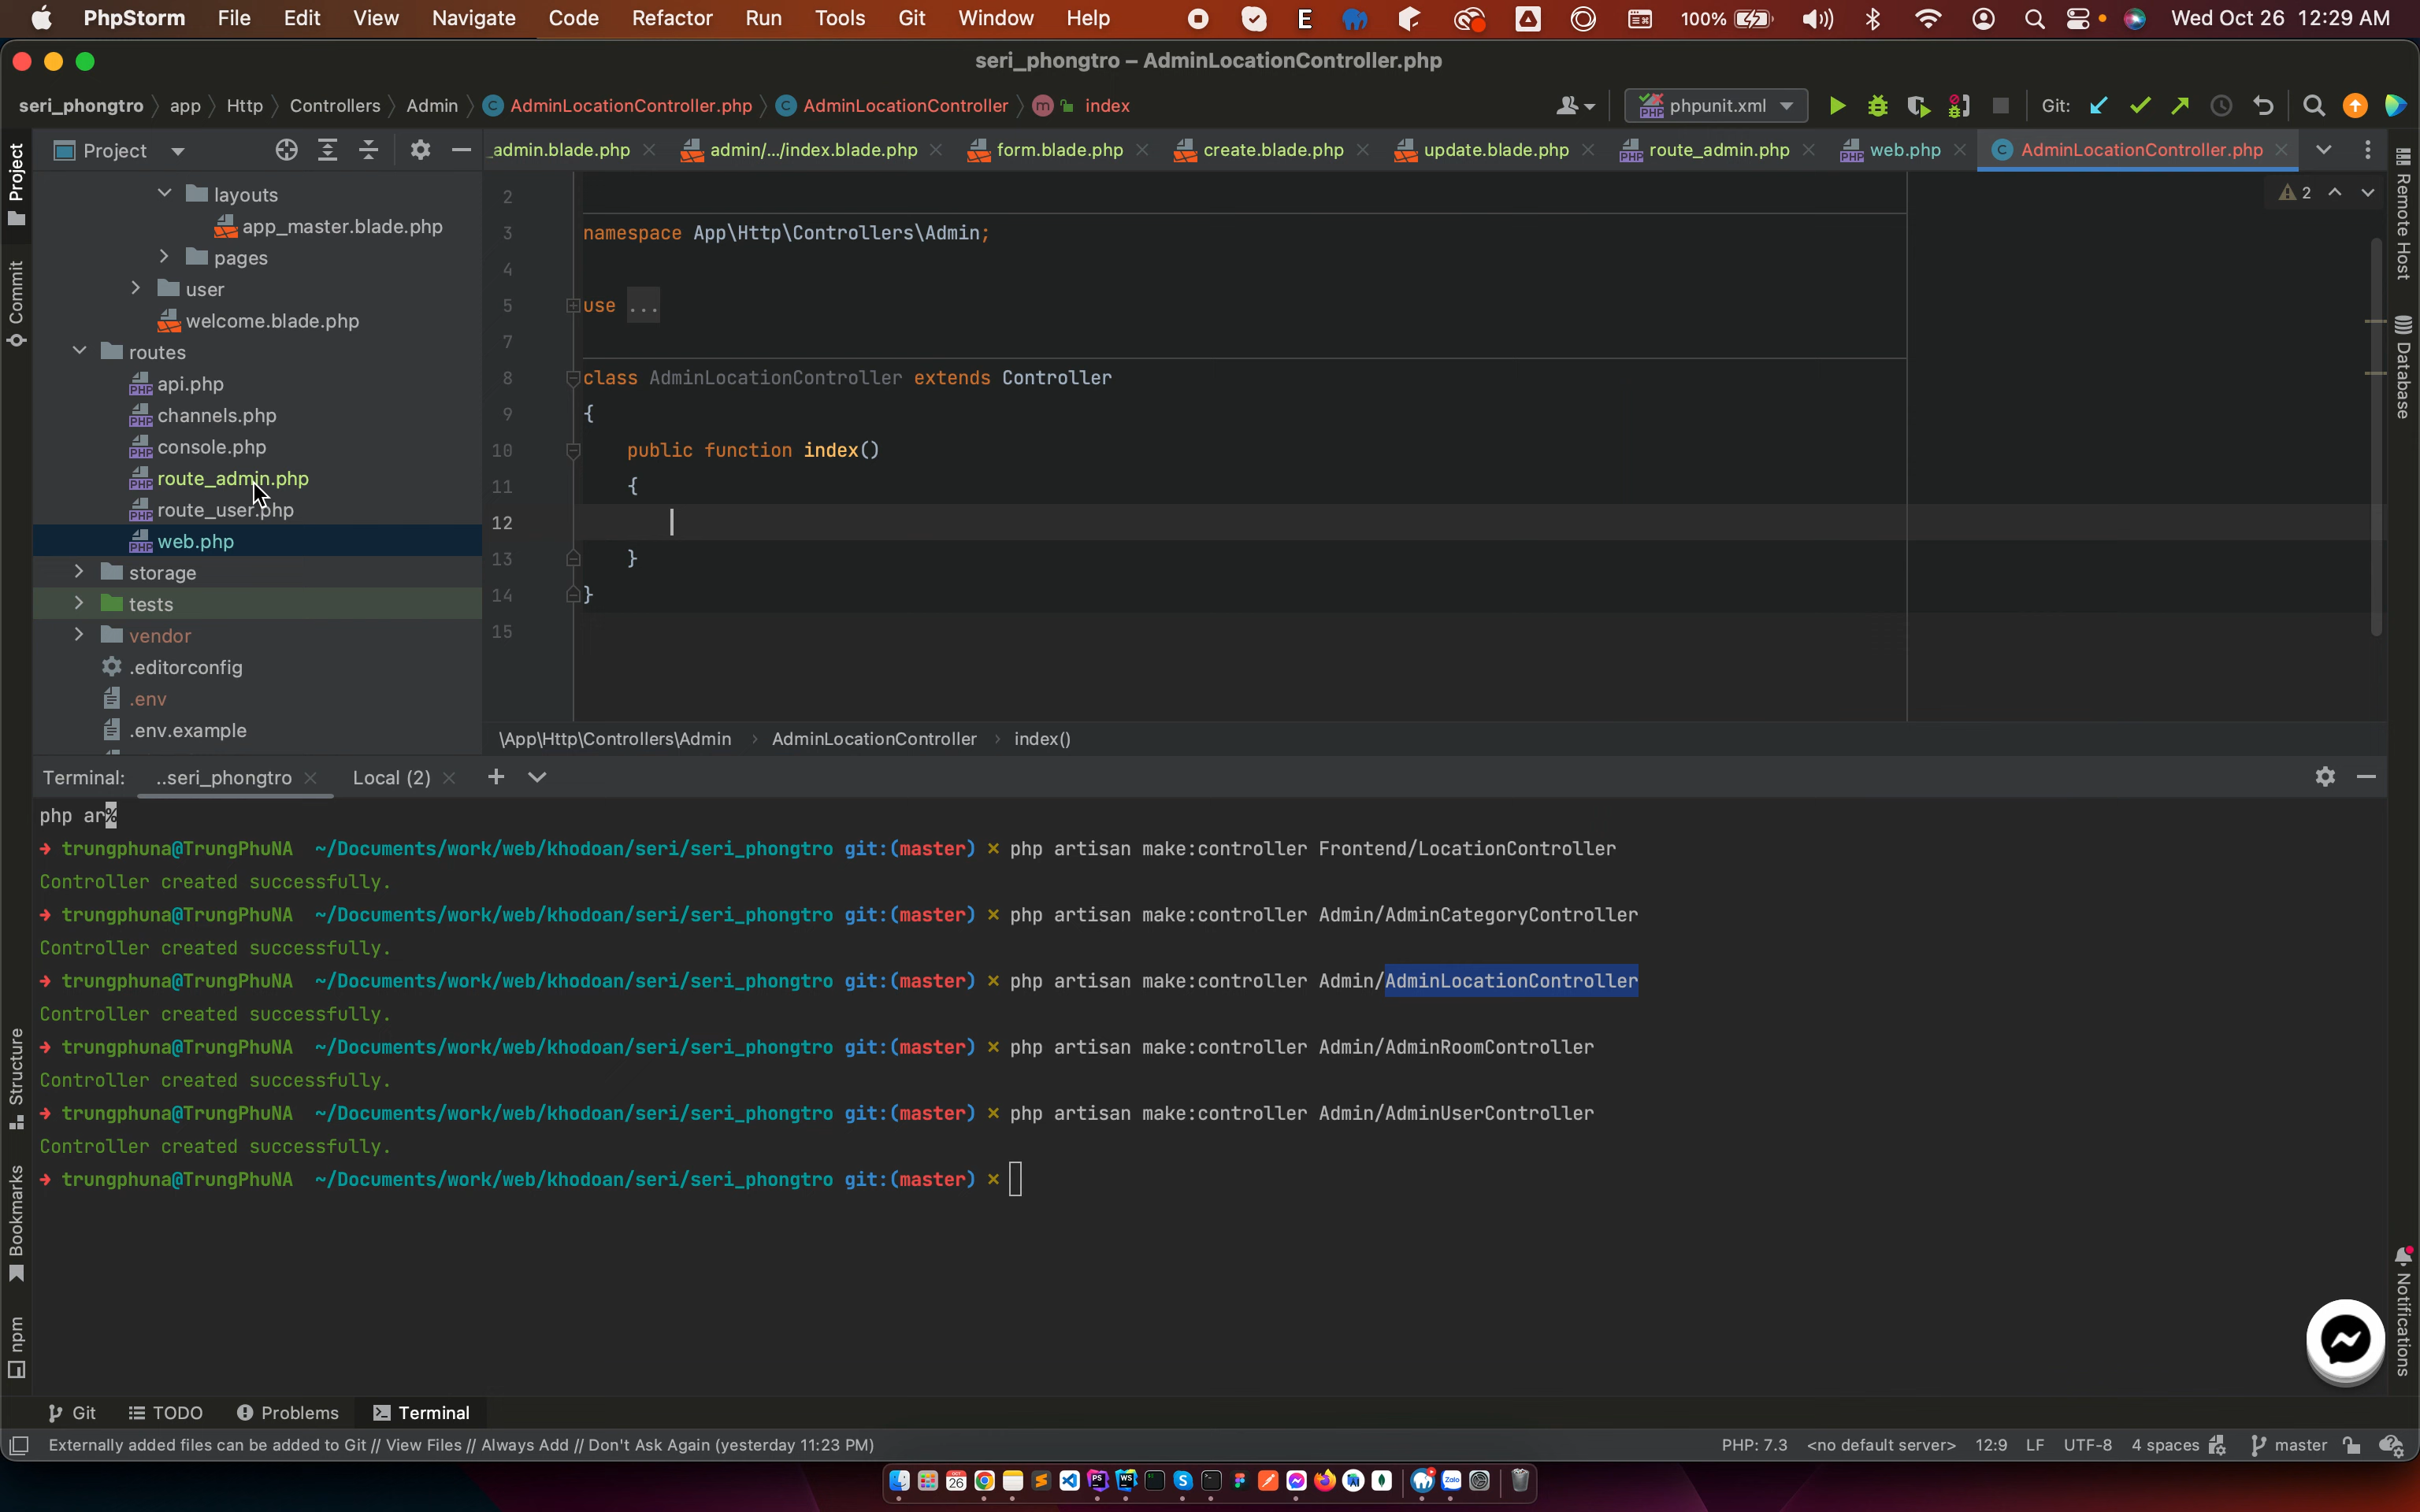 PhpStorm File Edit View Navigate Code Refactor Run Tools Git Window Help E 100% Wed Oct 26 12:29 AM
seri_phongtro – AdminLocationController.php
seri_phongtro app Http Controllers Admin AdminLocationController.php AdminLocationController index phpunit.xml Git:
Project
_admin.blade.php admin/.../index.blade.php form.blade.php create.blade.php update.blade.php route_admin.php web.php AdminLocationController.php
layouts
app_master.blade.php
pages
user
welcome.blade.php
routes
api.php
channels.php
console.php
route_admin.php
route_user.php
web.php
storage
tests
vendor
.editorconfig
.env
.env.example
2
2
3 namespace App\Http\Controllers\Admin;
4
5 use ...
7
8 class AdminLocationController extends Controller
9 {
10 public function index()
11 {
12
13 }
14 }
15
\App\Http\Controllers\Admin AdminLocationController index()
Terminal: ..seri_phongtro Local (2)
php ar%
➜ trungphuna@TrungPhuNA ~/Documents/work/web/khodoan/seri/seri_phongtro git:(master) ✗ php artisan make:controller Frontend/LocationController
Controller created successfully.
➜ trungphuna@TrungPhuNA ~/Documents/work/web/khodoan/seri/seri_phongtro git:(master) ✗ php artisan make:controller Admin/AdminCategoryController
Controller created successfully.
➜ trungphuna@TrungPhuNA ~/Documents/work/web/khodoan/seri/seri_phongtro git:(master) ✗ php artisan make:controller Admin/AdminLocationController
Controller created successfully.
➜ trungphuna@TrungPhuNA ~/Documents/work/web/khodoan/seri/seri_phongtro git:(master) ✗ php artisan make:controller Admin/AdminRoomController
Controller created successfully.
➜ trungphuna@TrungPhuNA ~/Documents/work/web/khodoan/seri/seri_phongtro git:(master) ✗ php artisan make:controller Admin/AdminUserController
Controller created successfully.
➜ trungphuna@TrungPhuNA ~/Documents/work/web/khodoan/seri/seri_phongtro git:(master) ✗
Project
Commit
Structure
Bookmarks
npm
Remote Host
Database
Notifications
Git TODO Problems Terminal
Externally added files can be added to Git // View Files // Always Add // Don't Ask Again (yesterday 11:23 PM) PHP: 7.3 <no default server> 12:9 LF UTF-8 4 spaces master